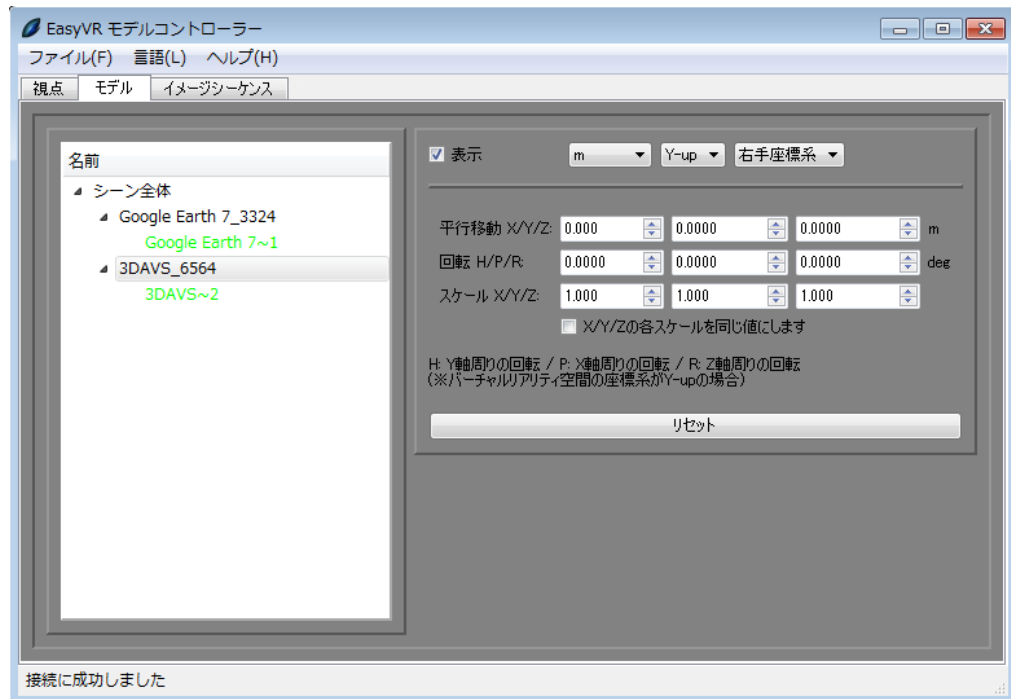 EasyVR モデルコントローラー
ファイル(F) 言語(L) ヘルプ(H)
視点 モデル イメージシーケンス
名前
シーン全体
Google Earth 7_3324
Google Earth 7~1
3DAVS_6564
3DAVS~2
表示 m Y-up 右手座標系
平行移動 X/Y/Z: 0.000 0.0000 0.0000 m
回転 H/P/R: 0.0000 0.0000 0.0000 deg
スケール X/Y/Z: 1.000 1.000 1.000
X/Y/Zの各スケールを同じ値にします
H: Y軸周りの回転 / P: X軸周りの回転 / R: Z軸周りの回転
(※バーチャルリアリティ空間の座標系がY-upの場合)
リセット
接続に成功しました